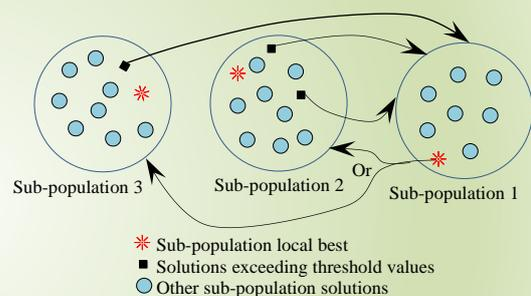 Sub-population 3
Sub-population 2
Or
Sub-population 1
Sub-population local best
Solutions exceeding threshold values
Other sub-population solutions